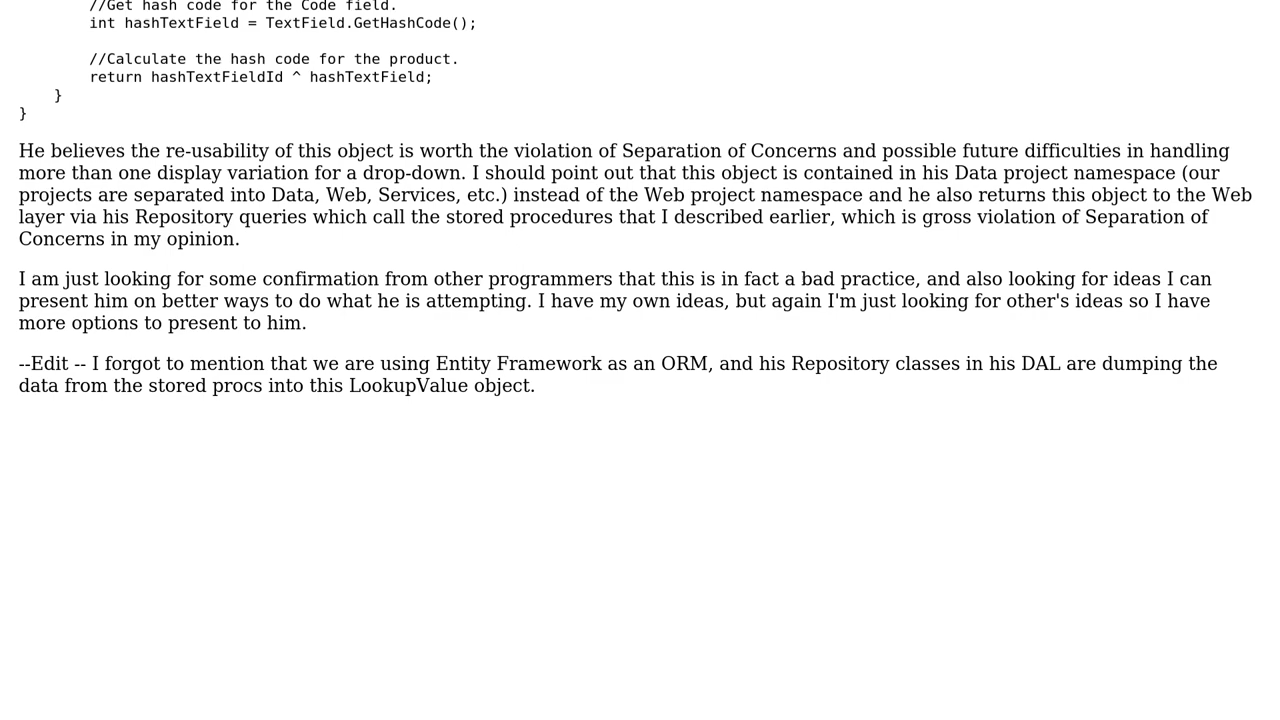 //Get hash code for the Code field.
int hashTextField = TextField.GetHashCode();
//Calculate the hash code for the product.
return hashTextFieldId ^ hashTextField;
}
}
He believes the re-usability of this object is worth the violation of Separation of Concerns and possible future difficulties in handling
more than one display variation for a drop-down. I should point out that this object is contained in his Data project namespace (our
projects are separated into Data, Web, Services, etc.) instead of the Web project namespace and he also returns this object to the Web
layer via his Repository queries which call the stored procedures that I described earlier, which is gross violation of Separation of
Concerns in my opinion.
I am just looking for some confirmation from other programmers that this is in fact a bad practice, and also looking for ideas I can
present him on better ways to do what he is attempting. I have my own ideas, but again I'm just looking for other's ideas so I have
more options to present to him.
--Edit -- I forgot to mention that we are using Entity Framework as an ORM, and his Repository classes in his DAL are dumping the
data from the stored procs into this LookupValue object.